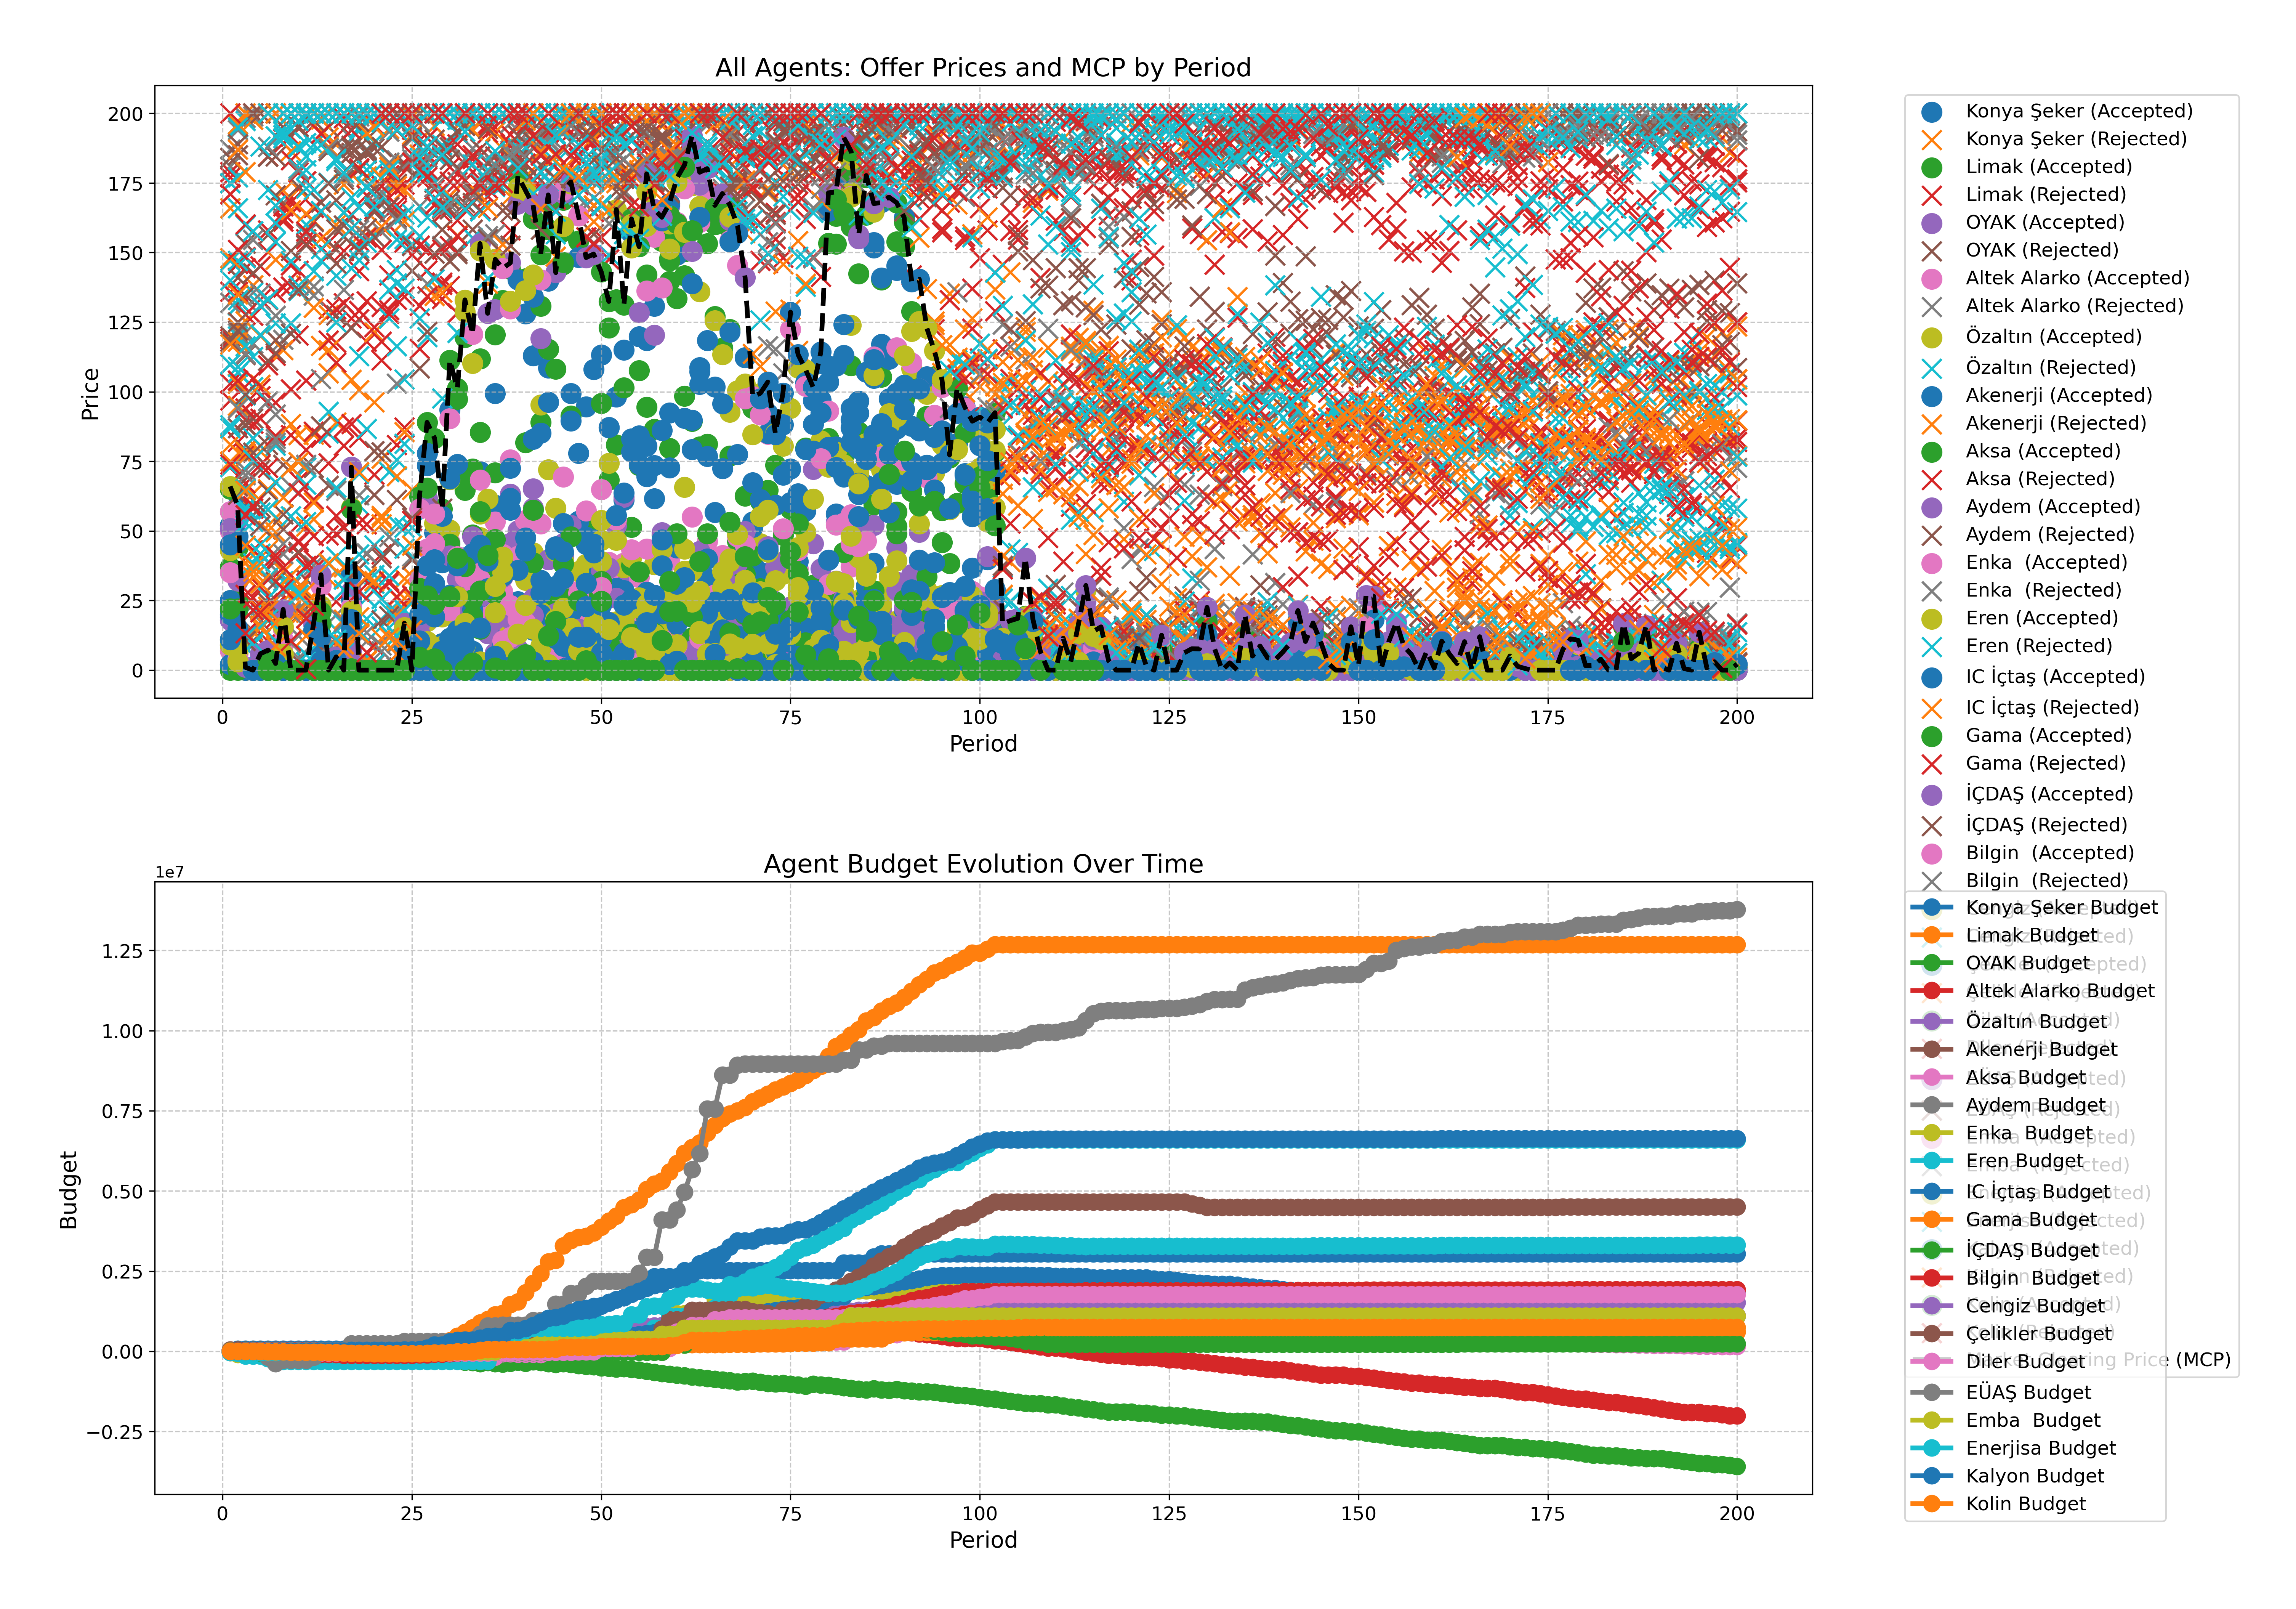 All Agents: Offer Prices and MCP by Period
Price
200
175
150
125
100
75
50
25
0
0 25 50 75 100 125 150 175 200
Period
Konya Şeker (Accepted)
Konya Şeker (Rejected)
Limak (Accepted)
Limak (Rejected)
OYAK (Accepted)
OYAK (Rejected)
Altek Alarko (Accepted)
Altek Alarko (Rejected)
Özaltın (Accepted)
Özaltın (Rejected)
Akenerji (Accepted)
Akenerji (Rejected)
Aksa (Accepted)
Aksa (Rejected)
Aydem (Accepted)
Aydem (Rejected)
Enka (Accepted)
Enka (Rejected)
Eren (Accepted)
Eren (Rejected)
IC İçtaş (Accepted)
IC İçtaş (Rejected)
Gama (Accepted)
Gama (Rejected)
İÇDAŞ (Accepted)
İÇDAŞ (Rejected)
Bilgin (Accepted)
Bilgin (Rejected)
Agent Budget Evolution Over Time
1e7
Budget
1.25
1.00
0.75
0.50
0.25
0.00
−0.25
0 25 50 75 100 125 150 175 200
Period
Konya Şeker Budget
Limak Budget
OYAK Budget
Altek Alarko Budget
Özaltın Budget
Akenerji Budget
Aksa Budget
Aydem Budget
Enka Budget
Eren Budget
IC İçtaş Budget
Gama Budget
İÇDAŞ Budget
Bilgin Budget
Cengiz Budget
Çelikler Budget
Diler Budget
(MCP)
EÜAŞ Budget
Emba Budget
Enerjisa Budget
Kalyon Budget
Kolin Budget